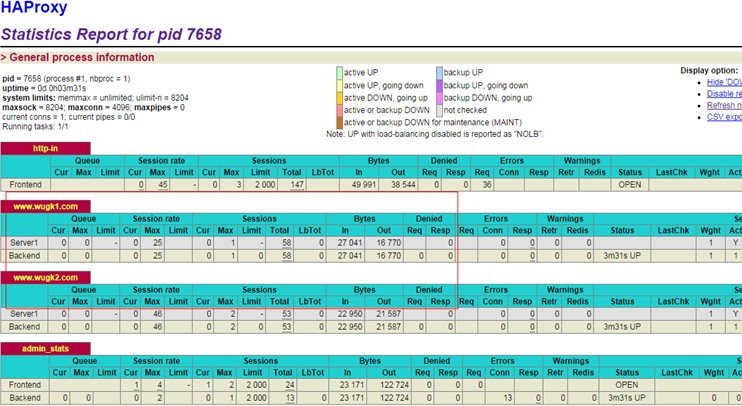 HAProxy
Statistics Report for pid 7658
> General process information
pid = 7658 (process #1, nbproc = 1)
uptime = 0d 0h03m31s
system limits: memmax = unlimited; ulimit-n = 8204
maxsock = 8204; maxconn = 4096; maxpipes = 0
current conns = 1; current pipes = 0/0
Running tasks: 1/1
active UP backup UP
active UP, going down backup UP, going down
active DOWN, going up backup DOWN, going up
active or backup DOWN not checked
active or backup DOWN for maintenance (MAINT)
Note: UP with load-balancing disabled is reported as "NOLB".
Display option:
Hide 'DOV
Disable re
Refresh n
CSV expo
http-in
Queue Session rate Sessions Bytes Denied Errors Warnings
Cur Max Limit Cur Max Limit Cur Max Limit Total LbTot In Out Req Resp Req Conn Resp Retr Redis Status LastChk Wght Act
Frontend 0 45 - 0 3 2 000 147 49 991 38 544 0 0 36 OPEN
www.wugk1.com
Queue Session rate Sessions Bytes Denied Errors Warnings Se
Cur Max Limit Cur Max Limit Cur Max Limit Total LbTot In Out Req Resp Req Conn Resp Retr Redis Status LastChk Wght Act
Server1 0 0 - 0 25 0 1 - 58 0 27 041 16 770 0 0 0 0 0 1 Y
Backend 0 0 0 25 0 1 0 58 0 27 041 16 770 0 0 0 0 0 0 3m31s UP 1 1
www.wugk2.com
Queue Session rate Sessions Bytes Denied Errors Warnings Se
Cur Max Limit Cur Max Limit Cur Max Limit Total LbTot In Out Req Resp Req Conn Resp Retr Redis Status LastChk Wght Act
Server1 0 0 - 0 46 0 2 - 53 0 22 950 21 587 0 0 0 0 0 1 Y
Backend 0 0 0 46 0 2 0 53 0 22 950 21 587 0 0 0 0 0 0 3m31s UP 1 1
admin_stats
Queue Session rate Sessions Bytes Denied Errors Warnings Se
Cur Max Limit Cur Max Limit Cur Max Limit Total LbTot In Out Req Resp Req Conn Resp Retr Redis Status LastChk Wght Act
Frontend 1 4 - 1 2 2 000 24 23 171 122 724 0 0 0 OPEN
Backend 0 0 0 2 0 1 2 000 13 0 23 171 122 724 0 0 13 0 0 0 3m31s UP 0 0